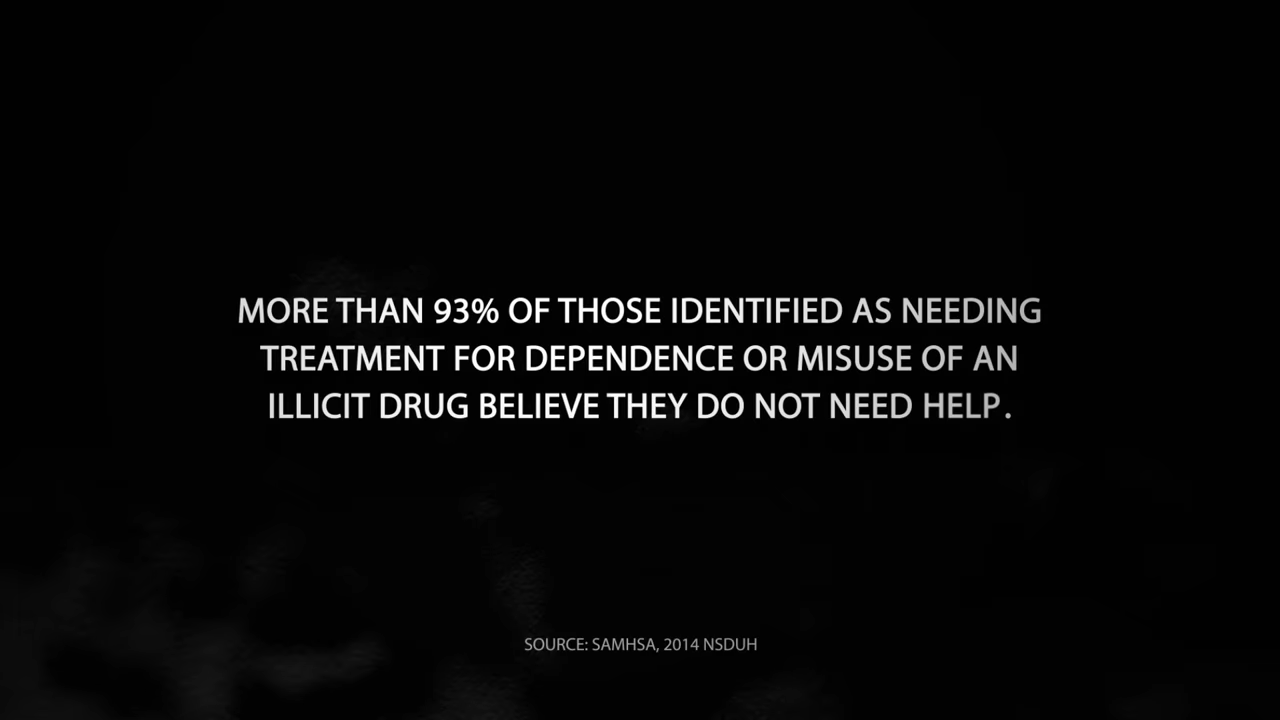 MORE THAN 93% OF THOSE IDENTIFIED AS NEEDING
TREATMENT FOR DEPENDENCE OR MISUSE OF AN
ILLICIT DRUG BELIEVE THEY DO NOT NEED HELP.
SOURCE: SAMHSA, 2014 NSDUH